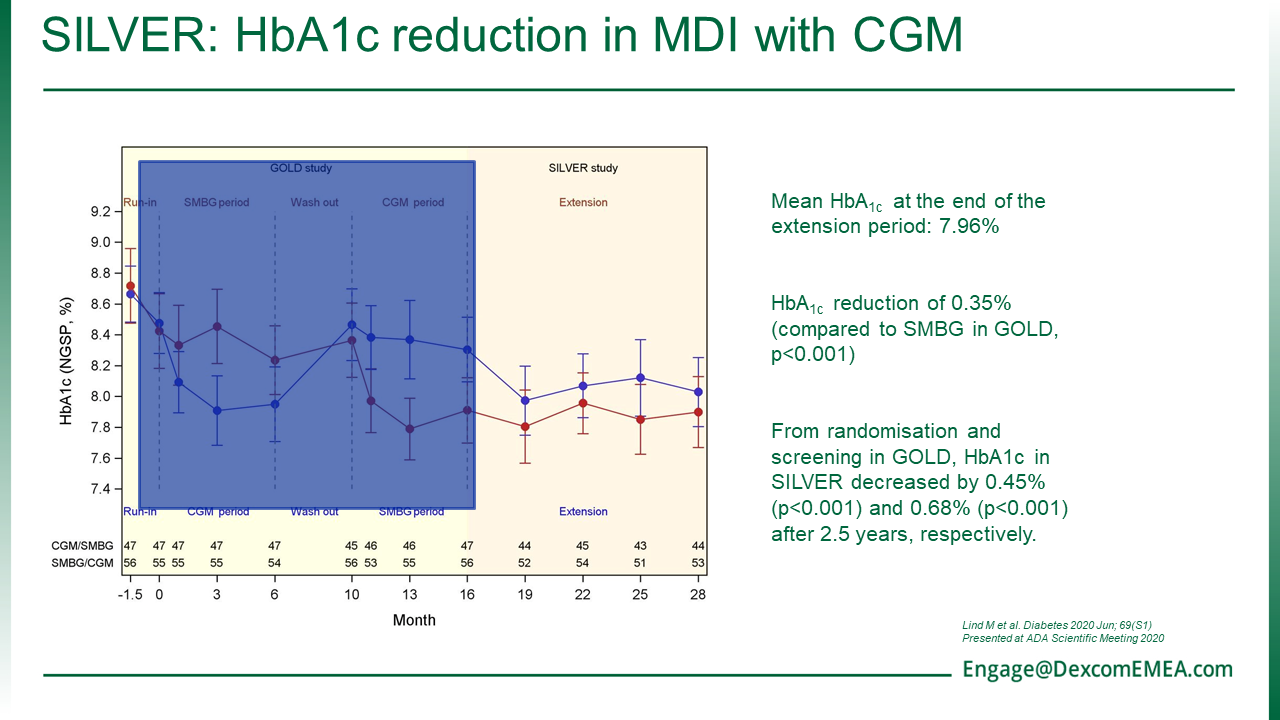 SILVER: HbA1c reduction in MDI with CGM
GOLD study
SILVER study
Run-in
SMBG period
Wash out
CGM period
Extension
HbA1c (NGSP, %)
9.2
9.0
8.8
8.6
8.4
8.2
8.0
7.8
7.6
7.4
Run-in
CGM period
Wash out
SMBG period
Extension
CGM/SMBG 47 47 47 47 47 45 46 46 47 44 45 43 44
SMBG/CGM 56 55 55 55 54 56 53 55 56 52 54 51 53
-1.5 0 3 6 10 13 16 19 22 25 28
Month
Mean HbA1c at the end of the
extension period: 7.96%
HbA1c reduction of 0.35%
(compared to SMBG in GOLD,
p<0.001)
From randomisation and
screening in GOLD, HbA1c in
SILVER decreased by 0.45%
(p<0.001) and 0.68% (p<0.001)
after 2.5 years, respectively.
Lind M et al. Diabetes 2020 Jun; 69(S1)
Presented at ADA Scientific Meeting 2020
Engage@DexcomEMEA.com